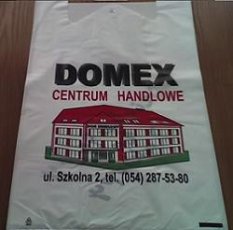 DOMEX
CENTRUM HANDLOWE
ul. Szkolna 2, tel. (054) 287-53-80